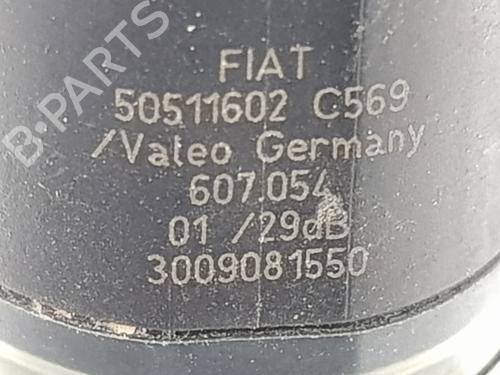 FIAT
50511602 C569
/Valeo Germany
607.054
01 /29dB
3009081550
B-PARTS